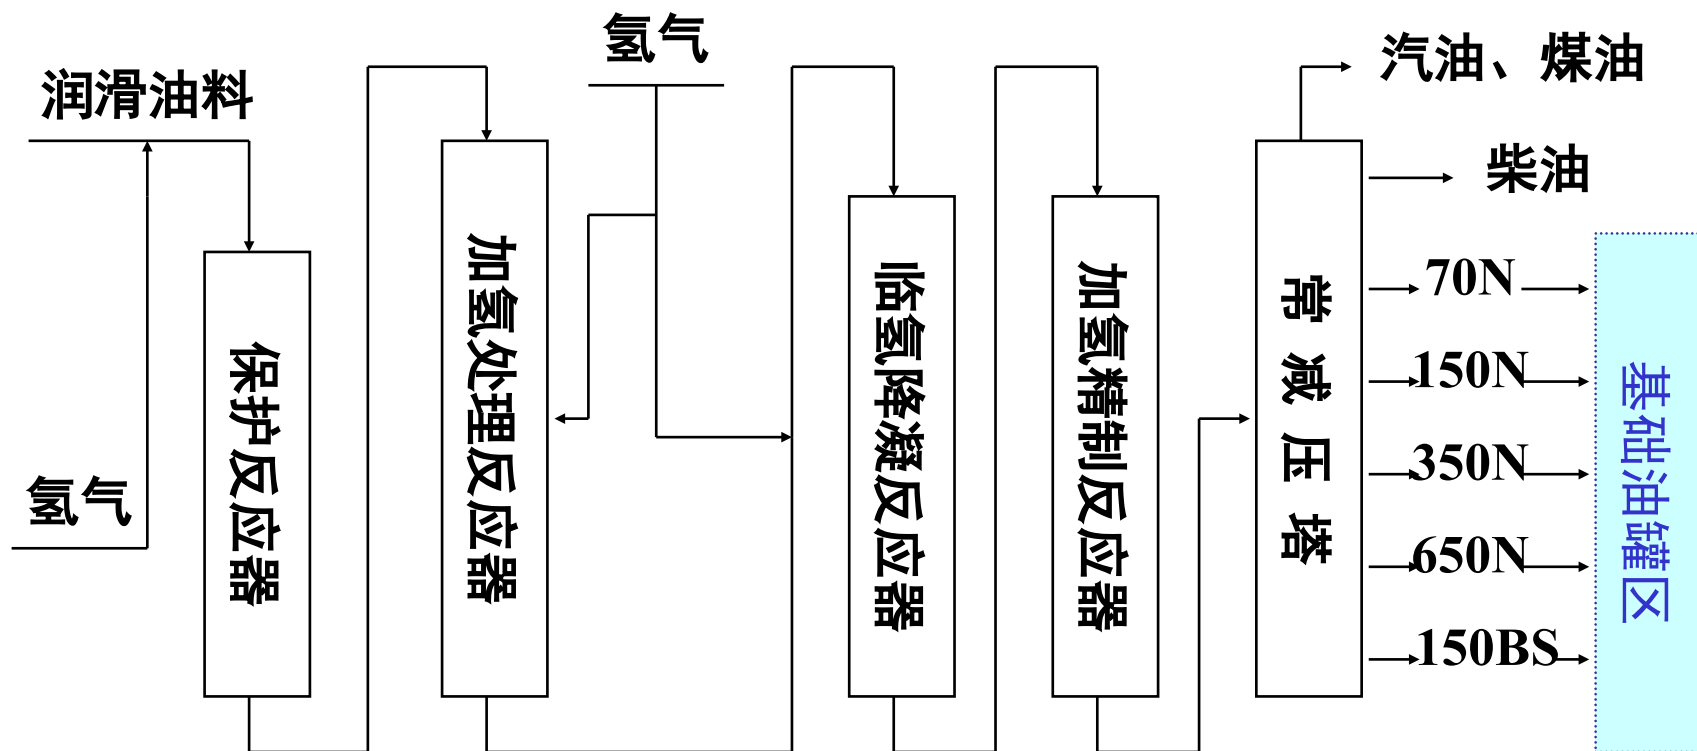 氢气
润滑油料
氢气
保护反应器
加氢处理反应器
临氢降凝反应器
加氢精制反应器
常减压塔
汽油、煤油
柴油
70N
150N
350N
650N
150BS
基础油罐区